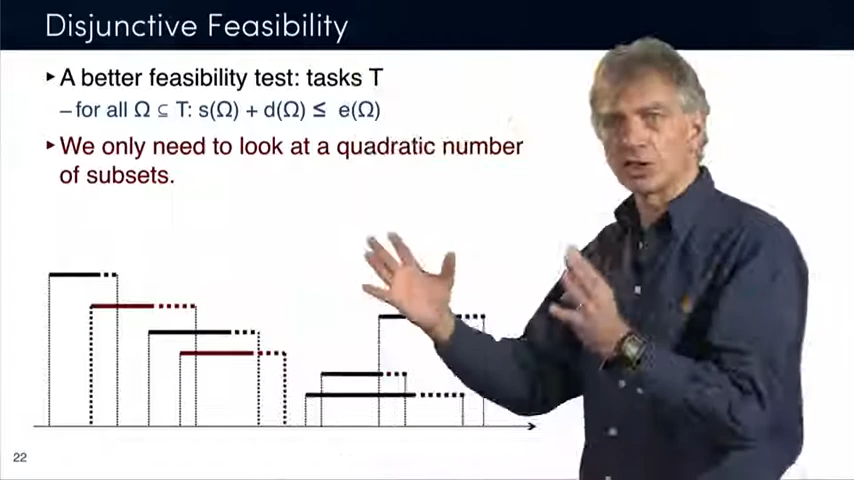 Disjunctive Feasibility
‣ A better feasibility test: tasks T
– for all Ω ⊆ T: s(Ω) + d(Ω) ≤ e(Ω)
‣ We only need to look at a quadratic number
of subsets.
22